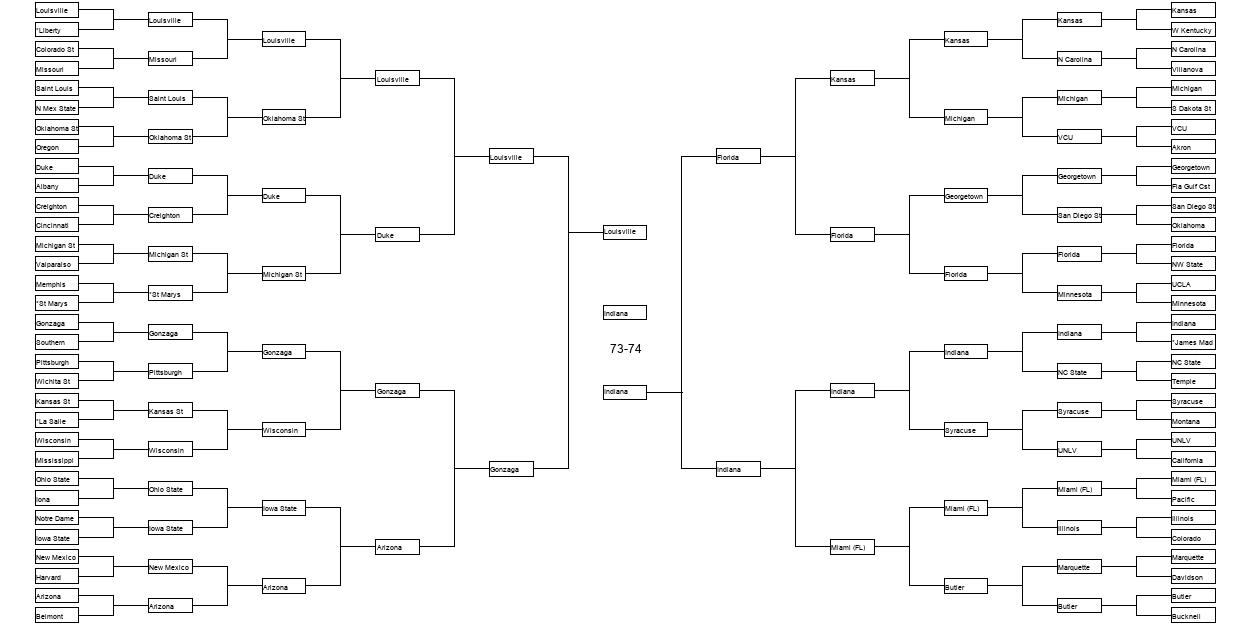 Louisville
*Liberty
Colorado St
Missouri
Saint Louis
N Mex State
Oklahoma St
Oregon
Duke
Albany
Creighton
Cincinnati
Michigan St
Valparaiso
Memphis
*St Marys
Gonzaga
Southern
Pittsburgh
Wichita St
Kansas St
*La Salle
Wisconsin
Mississippi
Ohio State
Iona
Notre Dame
Iowa State
New Mexico
Harvard
Arizona
Belmont
Louisville
Missouri
Saint Louis
Oklahoma St
Duke
Creighton
Michigan St
*St Marys
Gonzaga
Pittsburgh
Kansas St
Wisconsin
Ohio State
Iowa State
New Mexico
Arizona
Louisville
Oklahoma St
Duke
Michigan St
Gonzaga
Wisconsin
Iowa State
Arizona
Louisville
Duke
Gonzaga
Arizona
Louisville
Gonzaga
Louisville
Indiana
73-74
Indiana
Florida
Indiana
Kansas
Florida
Indiana
Miami (FL)
Kansas
Michigan
Georgetown
Florida
Indiana
Syracuse
Miami (FL)
Butler
Kansas
N Carolina
Michigan
VCU
Georgetown
San Diego St
Florida
Minnesota
Indiana
NC State
Syracuse
UNLV
Miami (FL)
Illinois
Marquette
Butler
Kansas
W Kentucky
N Carolina
Villanova
Michigan
S Dakota St
VCU
Akron
Georgetown
Fla Gulf Cst
San Diego St
Oklahoma
Florida
NW State
UCLA
Minnesota
Indiana
*James Mad
NC State
Temple
Syracuse
Montana
UNLV
California
Miami (FL)
Pacific
Illinois
Colorado
Marquette
Davidson
Butler
Bucknell